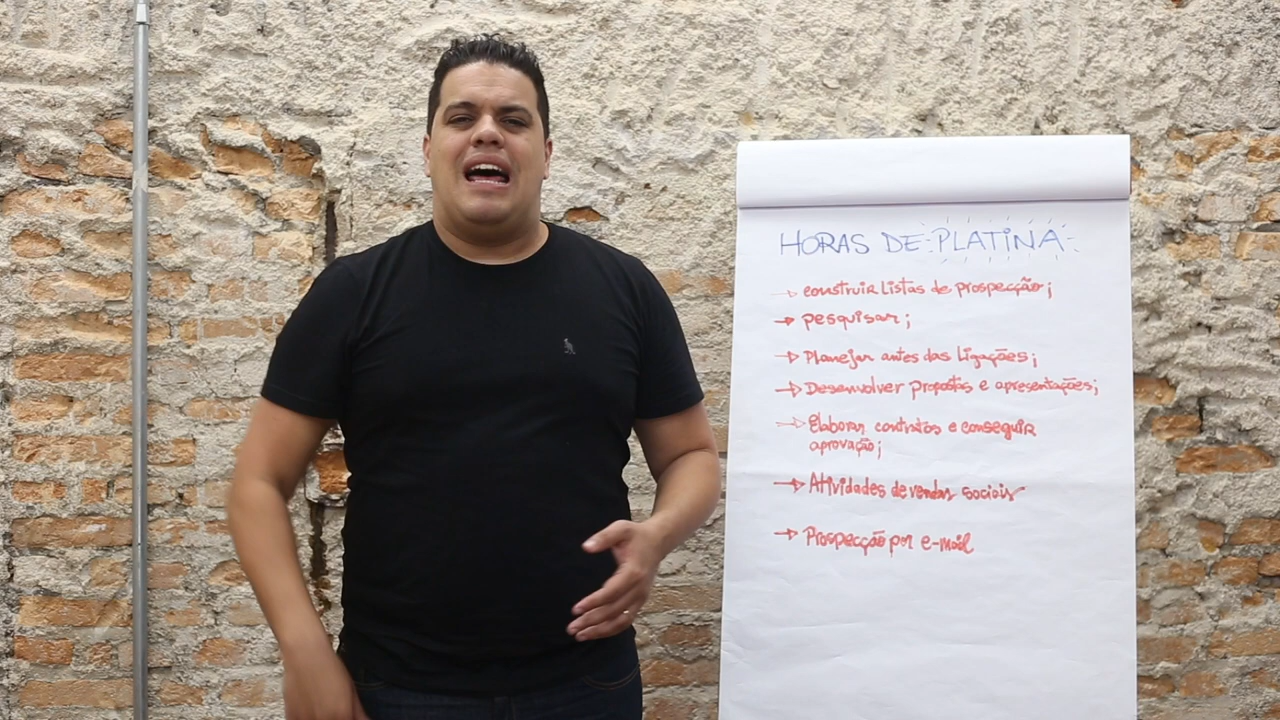 HORAS DE PLATINA
→ construir listas de prospecção;
→ pesquisar;
→ Planejar antes das ligações;
→ Desenvolver propostas e apresentações;
→ Elaborar contratos e conseguir
aprovação;
→ Atividades de vendas sociais
→ Prospecção por e-mail